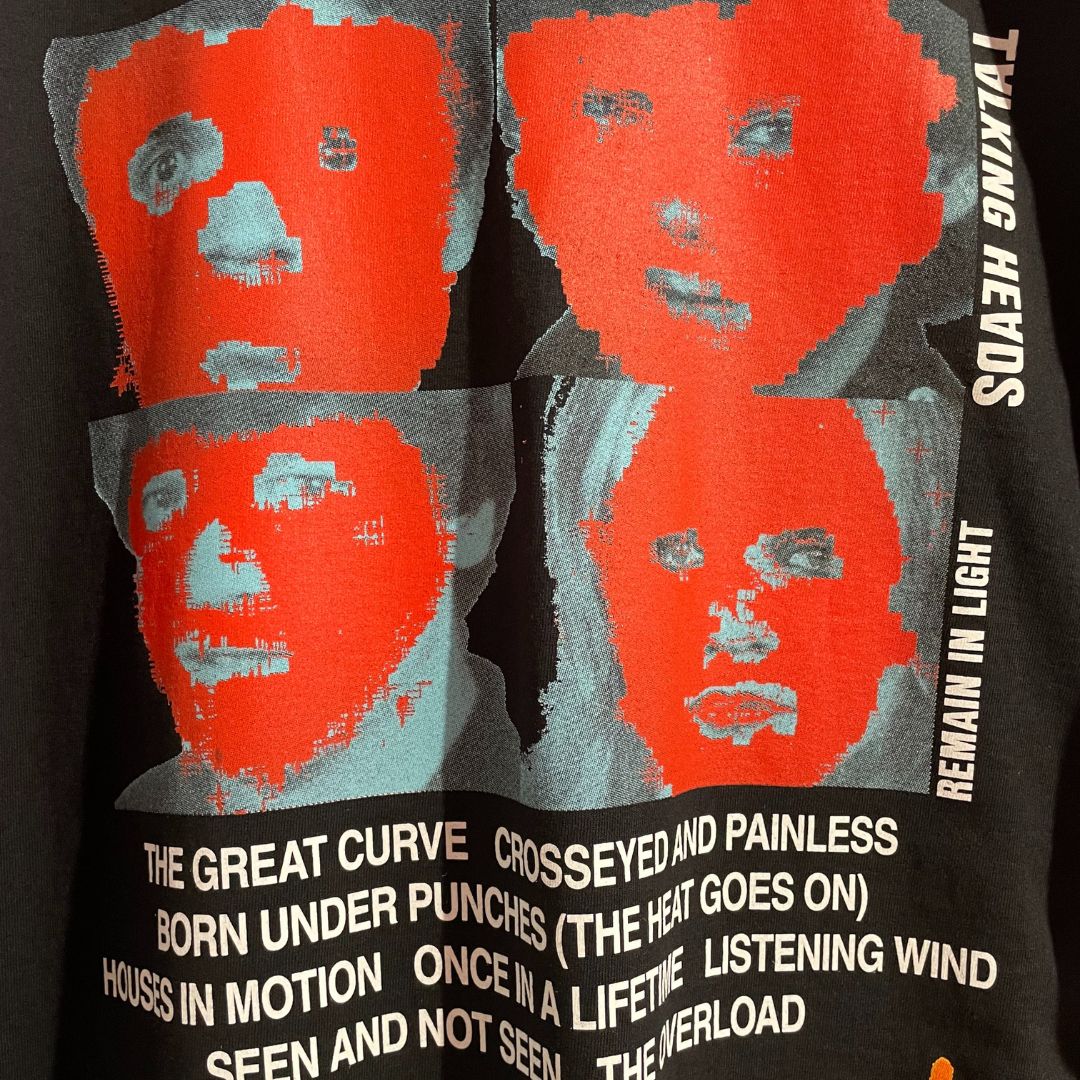 TALKING HEADS
REMAIN IN LIGHT
THE GREAT CURVE CROSSEYED AND PAINLESS
BORN UNDER PUNCHES (THE HEAT GOES ON)
HOUSES IN MOTION ONCE IN A LIFETIME LISTENING WIND
SEEN AND NOT SEEN THE OVERLOAD